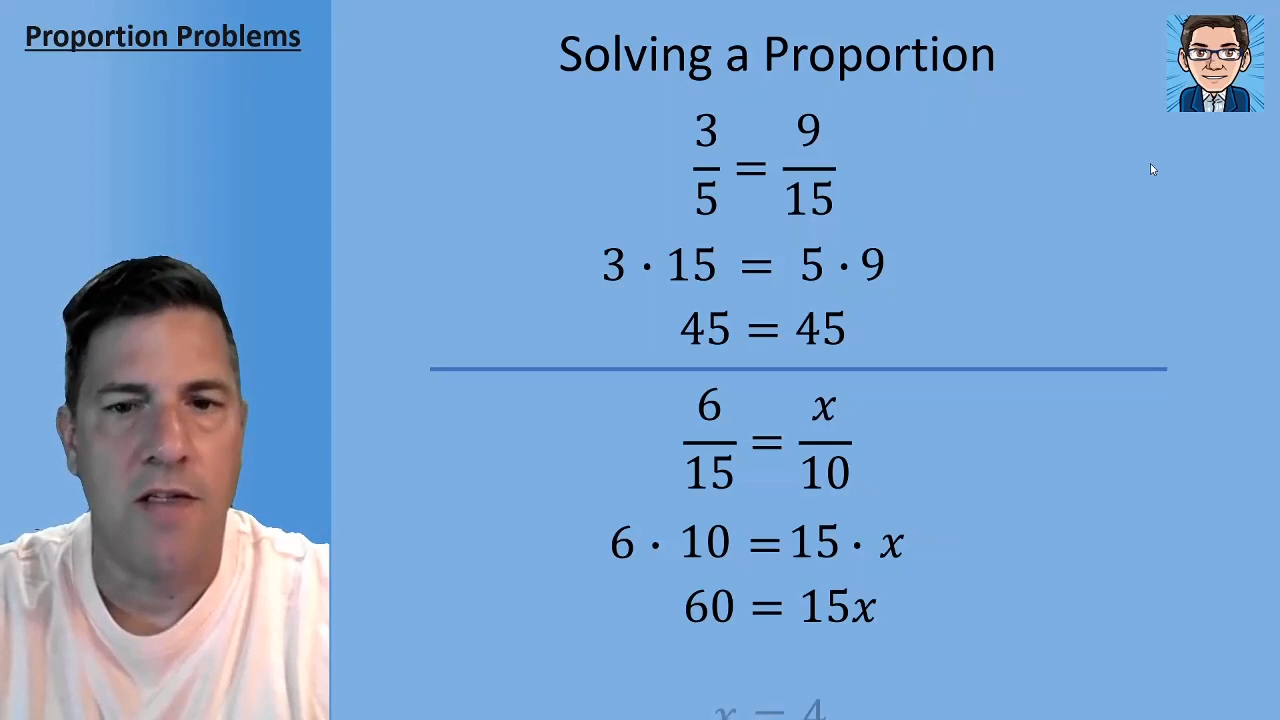 Proportion Problems
Solving a Proportion
3/5 = 9/15
3 · 15 = 5 · 9
45 = 45
6/15 = x/10
6 · 10 = 15 · x
60 = 15x
x = 4